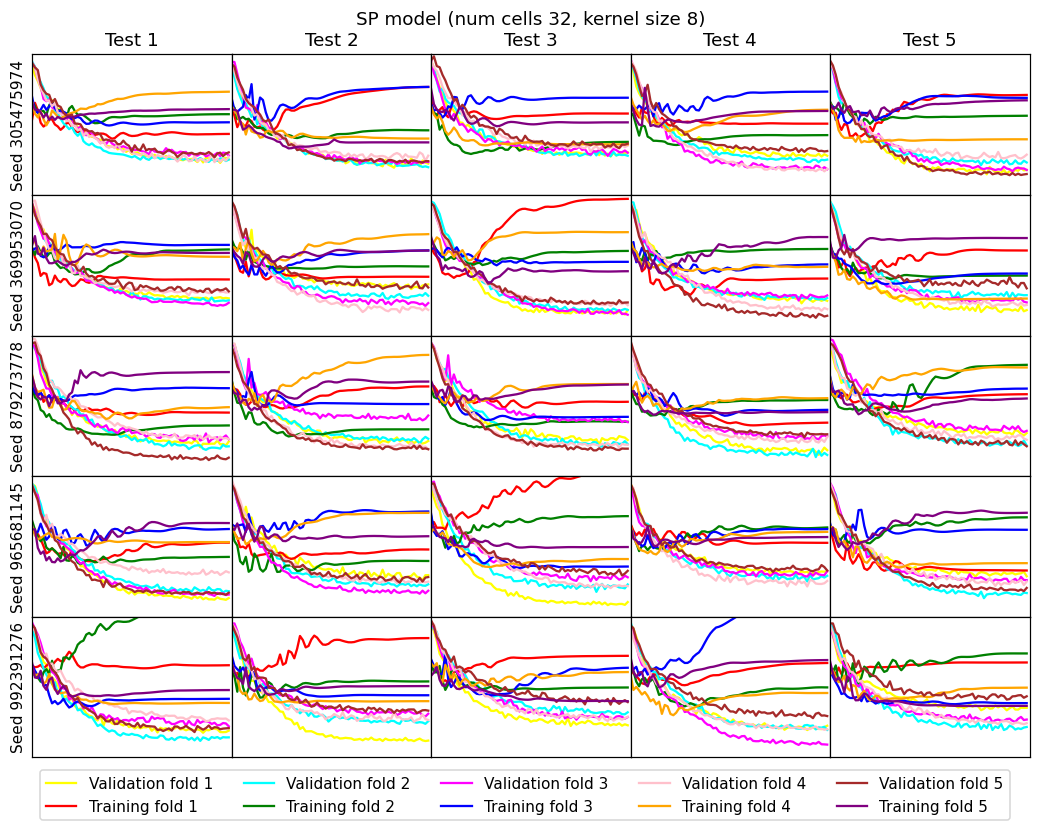 SP model (num cells 32, kernel size 8)
Test 1
Test 2
Test 3
Test 4
Test 5
Seed 3054475974
Seed 369953070
Seed 8779273778
Seed 965681145
Seed 992391276
Validation fold 1
Validation fold 2
Validation fold 3
Validation fold 4
Validation fold 5
Training fold 1
Training fold 2
Training fold 3
Training fold 4
Training fold 5